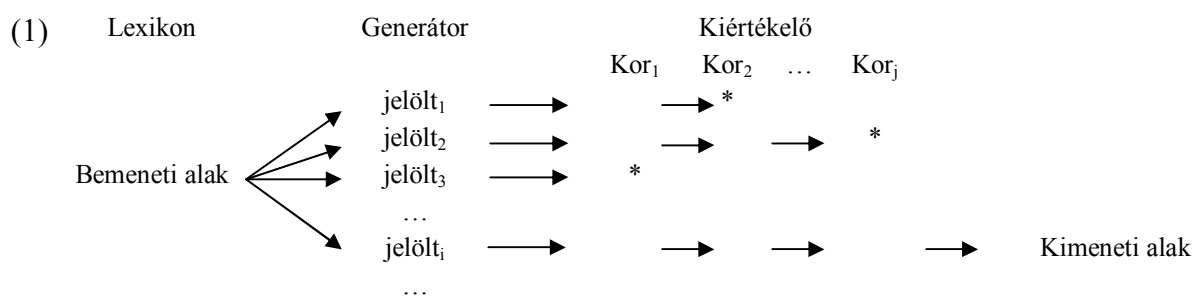 (1) Lexikon Generátor Kiértékelő
Kor₁ Kor₂ … Korⱼ
jelölt₁ *
jelölt₂ *
Bemeneti alak jelölt₃ *
…
jelöltᵢ Kimeneti alak
…